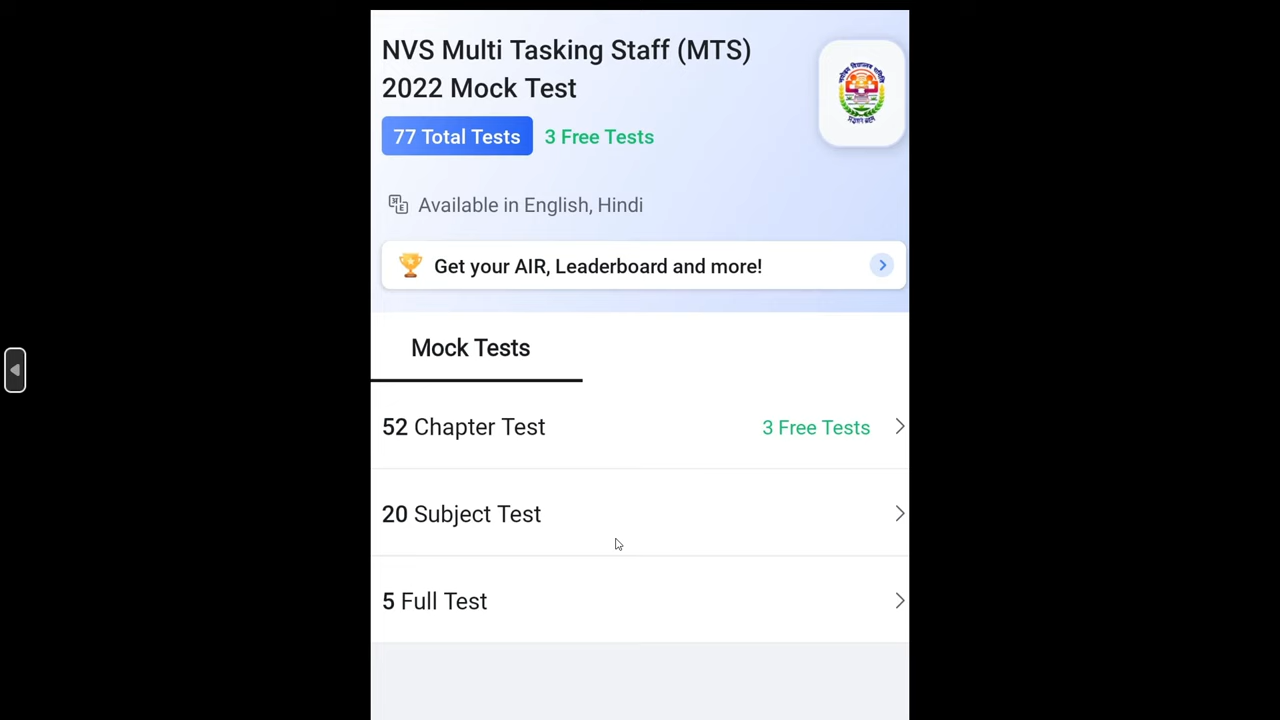 NVS Multi Tasking Staff (MTS)
2022 Mock Test
77 Total Tests 3 Free Tests
Available in English, Hindi
Get your AIR, Leaderboard and more!
Mock Tests
52 Chapter Test 3 Free Tests
20 Subject Test
5 Full Test